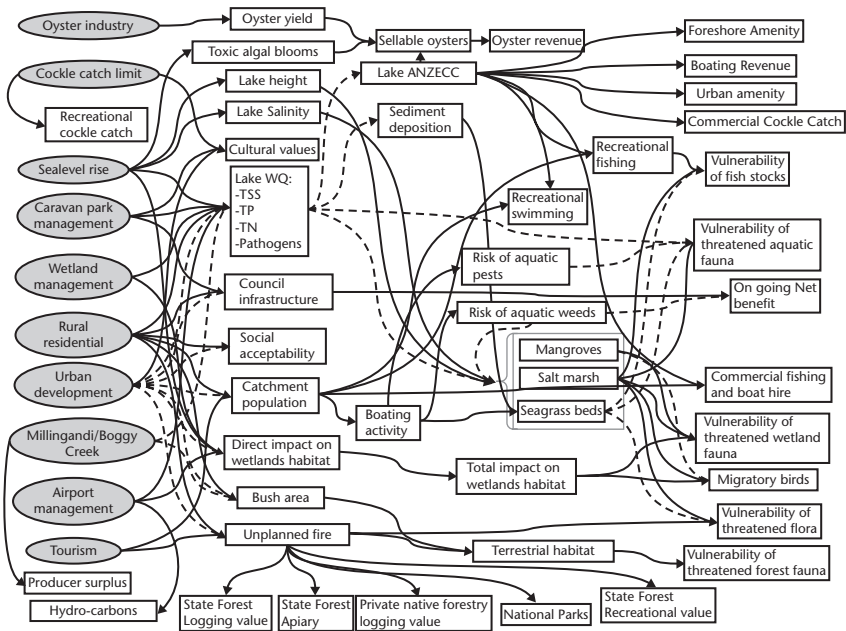 Oyster industry
Cockle catch limit
Recreational
cockle catch
Sealevel rise
Caravan park
management
Wetland
management
Rural
residential
Urban
development
Millingandi/Boggy
Creek
Airport
management
Tourism
Producer surplus
Hydro-carbons
Oyster yield
Toxic algal blooms
Lake height
Lake Salinity
Cultural values
Lake WQ:
-TSS
-TP
-TN
-Pathogens
Council
infrastructure
Social
acceptability
Catchment
population
Direct impact on
wetlands habitat
Bush area
Unplanned fire
State Forest
Logging value
State Forest
Apiary
Private native forestry
logging value
National Parks
State Forest
Recreational value
Sellable oysters
Oyster revenue
Lake ANZECC
Sediment
deposition
Recreational
fishing
Recreational
swimming
Risk of aquatic
pests
Risk of aquatic weeds
Mangroves
Salt marsh
Seagrass beds
Boating
activity
Total impact on
wetlands habitat
Terrestrial habitat
Foreshore Amenity
Boating Revenue
Urban amenity
Commercial Cockle Catch
Vulnerability
of fish stocks
Vulnerability of
threatened aquatic
fauna
On going Net
benefit
Commercial fishing
and boat hire
Vulnerability of
threatened wetland
fauna
Migratory birds
Vulnerability of
threatened flora
Vulnerability of
threatened forest fauna